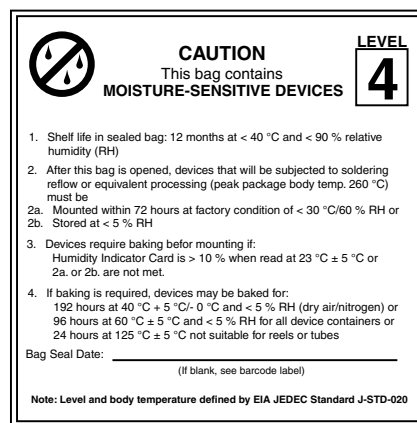 LEVEL
CAUTION
This bag contains
MOISTURE-SENSITIVE DEVICES
4
1. Shelf life in sealed bag: 12 months at < 40 °C and < 90 % relative
humidity (RH)
2. After this bag is opened, devices that will be subjected to soldering
reflow or equivalent processing (peak package body temp. 260 °C)
must be
2a. Mounted within 72 hours at factory condition of < 30 °C/60 % RH or
2b. Stored at < 5 % RH
3. Devices require baking befor mounting if:
Humidity Indicator Card is > 10 % when read at 23 °C ± 5 °C or
2a. or 2b. are not met.
4. If baking is required, devices may be baked for:
192 hours at 40 °C + 5 °C/- 0 °C and < 5 % RH (dry air/nitrogen) or
96 hours at 60 °C ± 5 °C and < 5 % RH for all device containers or
24 hours at 125 °C ± 5 °C not suitable for reels or tubes
Bag Seal Date:
(If blank, see barcode label)
Note: Level and body temperature defined by EIA JEDEC Standard J-STD-020